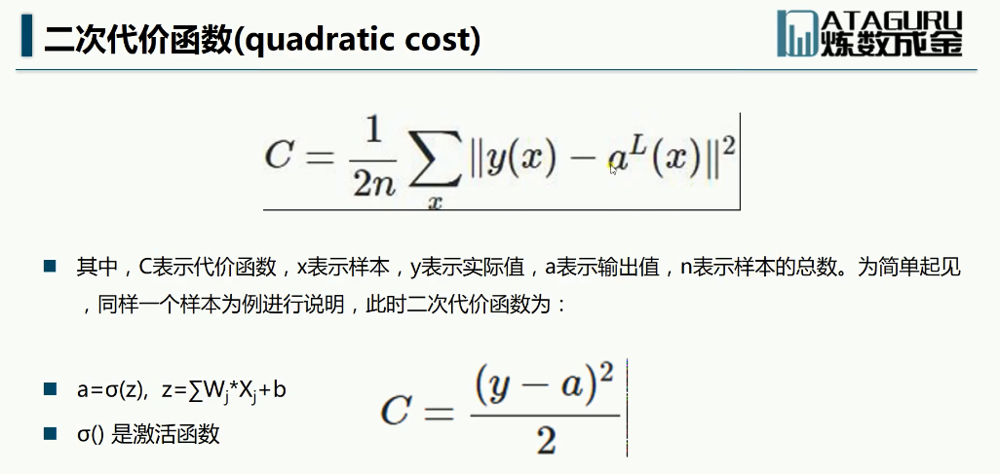 二次代价函数(quadratic cost)
DATAGURU
炼数成金
C = \frac{1}{2n} \sum_{x} \|y(x) − a^L(x)\|^2
其中，C表示代价函数，x表示样本，y表示实际值，a表示输出值，n表示样本的总数。为简单起见
，同样一个样本为例进行说明，此时二次代价函数为：
a=σ(z), z=∑W_j*X_j+b
C = \frac{(y − a)^2}{2}
σ() 是激活函数